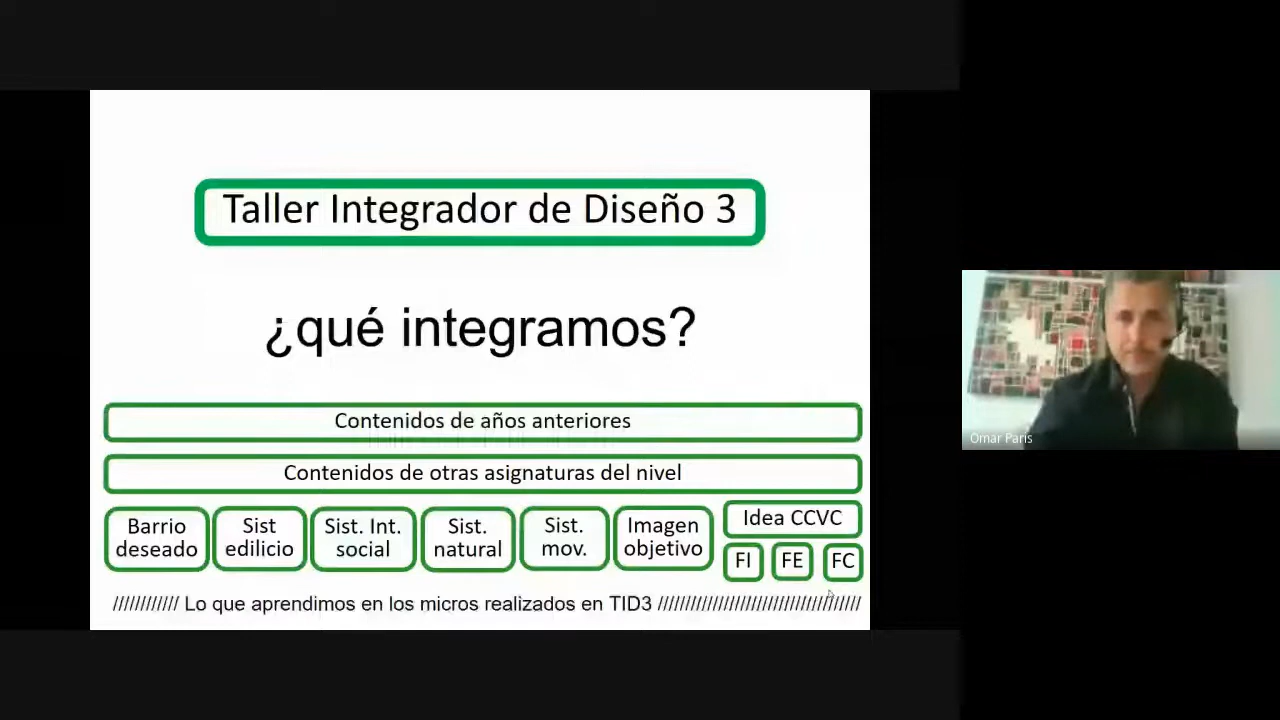 Taller Integrador de Diseño 3
¿qué integramos?
Contenidos de años anteriores
Contenidos de otras asignaturas del nivel
Barrio
deseado
Sist
edilicio
Sist. Int.
social
Sist.
natural
Sist.
mov.
Imagen
objetivo
Idea CCVC
FI
FE
FC
//////////// Lo que aprendimos en los micros realizados en TID3 ////////////////////////////////////
Omar Paris